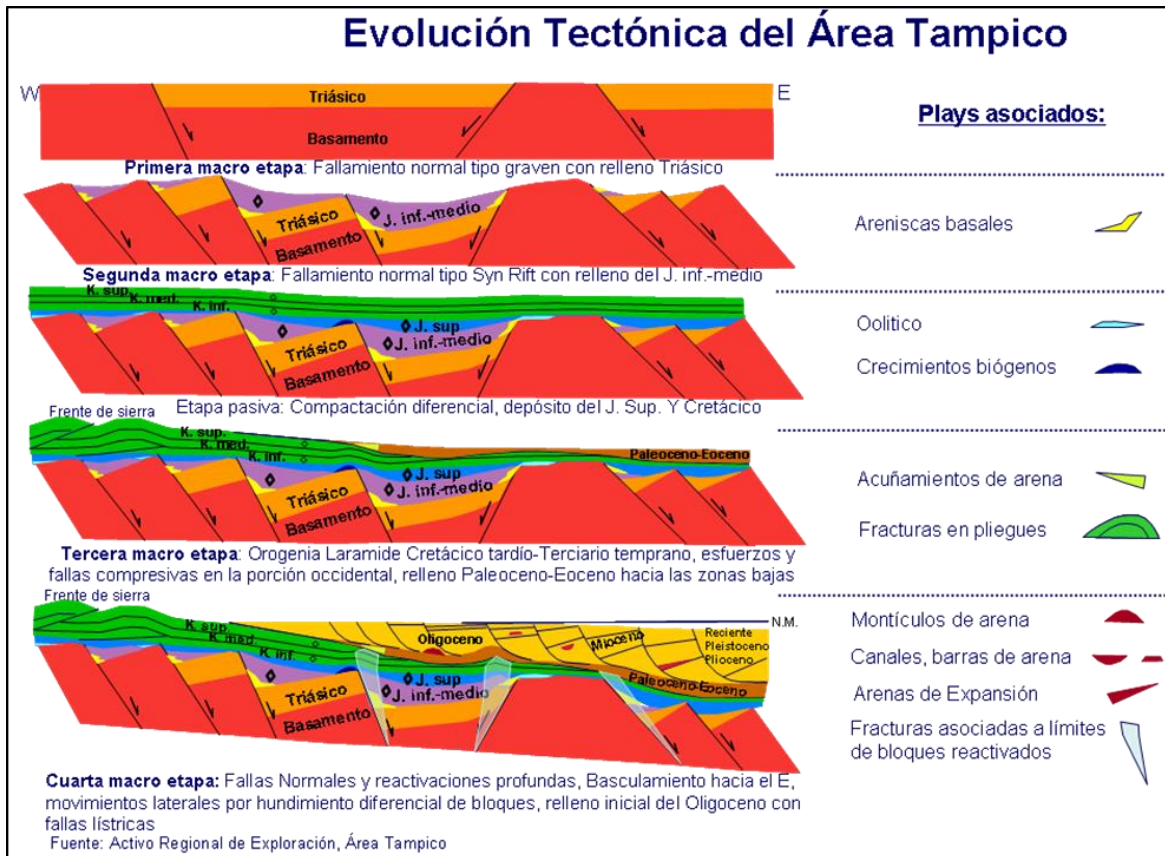 Evolución Tectónica del Área Tampico
W
E
Triásico
Basamento
Plays asociados:
Primera macro etapa: Fallamiento normal tipo graven con relleno Triásico
J. inf.-medio
Triásico
Basamento
Areniscas basales
Segunda macro etapa: Fallamiento normal tipo Syn Rift con relleno del J. inf.-medio
K. sup.
K. med.
K. inf.
J. sup
J. inf.-medio
Triásico
Basamento
Oolitico
Crecimientos biógenos
Etapa pasiva: Compactación diferencial, depósito del J. Sup. Y Cretácico
Frente de sierra
K. sup.
K. med.
K. inf.
Paleoceno-Eoceno
J. sup
J. inf.-medio
Triásico
Basamento
Acuñamientos de arena
Fracturas en pliegues
Tercera macro etapa: Orogenia Laramide Cretácico tardío-Terciario temprano, esfuerzos y
fallas compresivas en la porción occidental, relleno Paleoceno-Eoceno hacia las zonas bajas
Frente de sierra
N.M.
K. sup.
K. med.
K. inf.
Oligoceno
Mioceno
Reciente
Pleistoceno
Plioceno
Paleoceno-Eoceno
J. sup
J. inf.-medio
Triásico
Basamento
Montículos de arena
Canales, barras de arena
Arenas de Expansión
Fracturas asociadas a límites
de bloques reactivados
Cuarta macro etapa: Fallas Normales y reactivaciones profundas, Basculamiento hacia el E,
movimientos laterales por hundimiento diferencial de bloques, relleno inicial del Oligoceno con
fallas lístricas
Fuente: Activo Regional de Exploración, Área Tampico